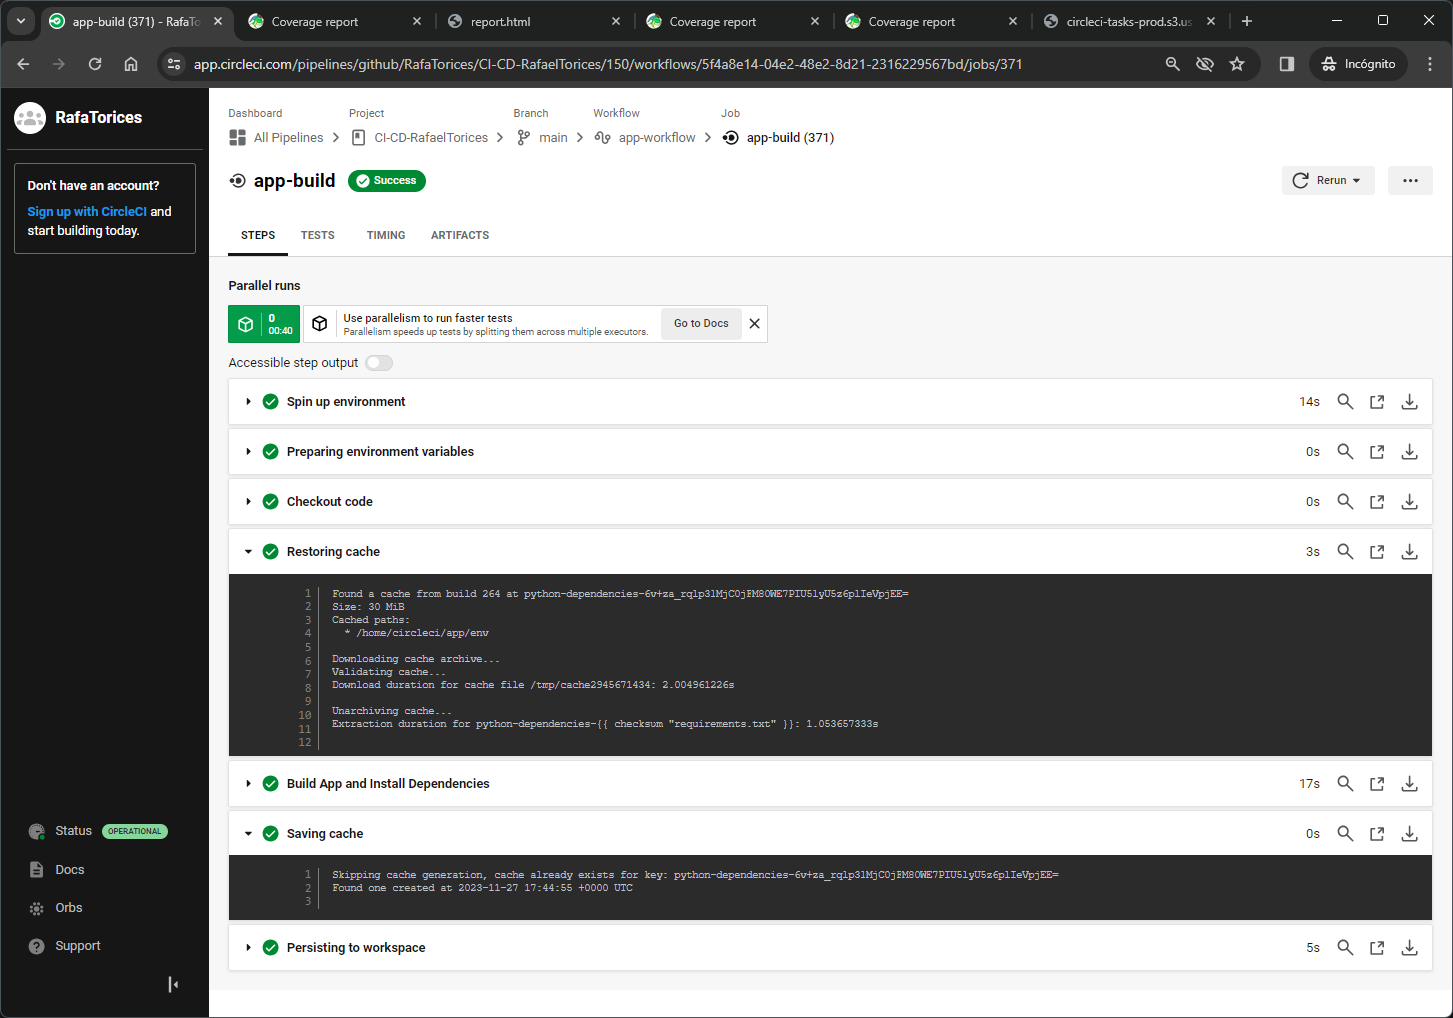 app-build (371) - RafaTo
Coverage report
report.html
Coverage report
Coverage report
circleci-tasks-prod.s3.us
app.circleci.com/pipelines/github/RafaTorices/CI-CD-RafaelTorices/150/workflows/5f4a8e14-04e2-48e2-8d21-2316229567bd/jobs/371
Incógnito
RafaTorices
Don't have an account?
Sign up with CircleCI and
start building today.
Status OPERATIONAL
Docs
Orbs
Support
Dashboard Project Branch Workflow Job
All Pipelines CI-CD-RafaelTorices main app-workflow app-build (371)
app-build Success
Rerun
STEPS TESTS TIMING ARTIFACTS
Parallel runs
0
00:40
Use parallelism to run faster tests
Parallelism speeds up tests by splitting them across multiple executors.
Go to Docs
Accessible step output
Spin up environment 14s
Preparing environment variables 0s
Checkout code 0s
Restoring cache 3s
1 Found a cache from build 264 at
2 Size: 30 MiB
3 Cached paths:
4 * /home/circleci/app/env
5
6 Downloading cache archive...
7 Validating cache...
8 Download duration for cache file /tmp/cache2945671434: 2.004961226s
9
10 Unarchiving cache...
11 Extraction duration for python-dependencies-{{ checksum "requirements.txt" }}: 1.053657333s
12
Build App and Install Dependencies 17s
Saving cache 0s
1 Skipping cache generation, cache already exists for key:
2 Found one created at 2023-11-27 17:44:55 +0000 UTC
3
Persisting to workspace 5s